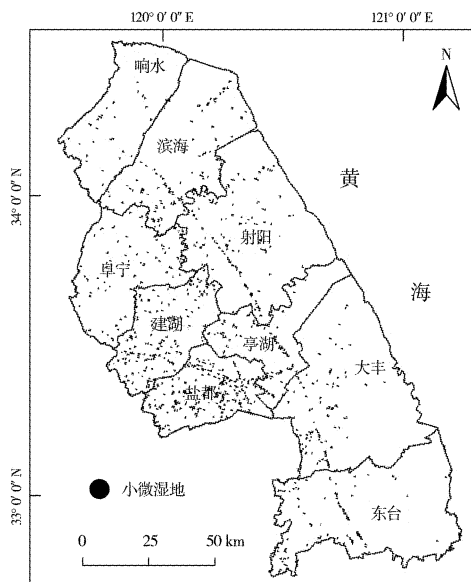 120° 0′ 0″ E
121° 0′ 0″ E
N
响水
滨海
黄
34° 0′ 0″ N
射阳
卓宁
海
建湖
亭湖
大丰
盐都
33° 0′ 0″ N
小微湿地
东台
0
25
50 km